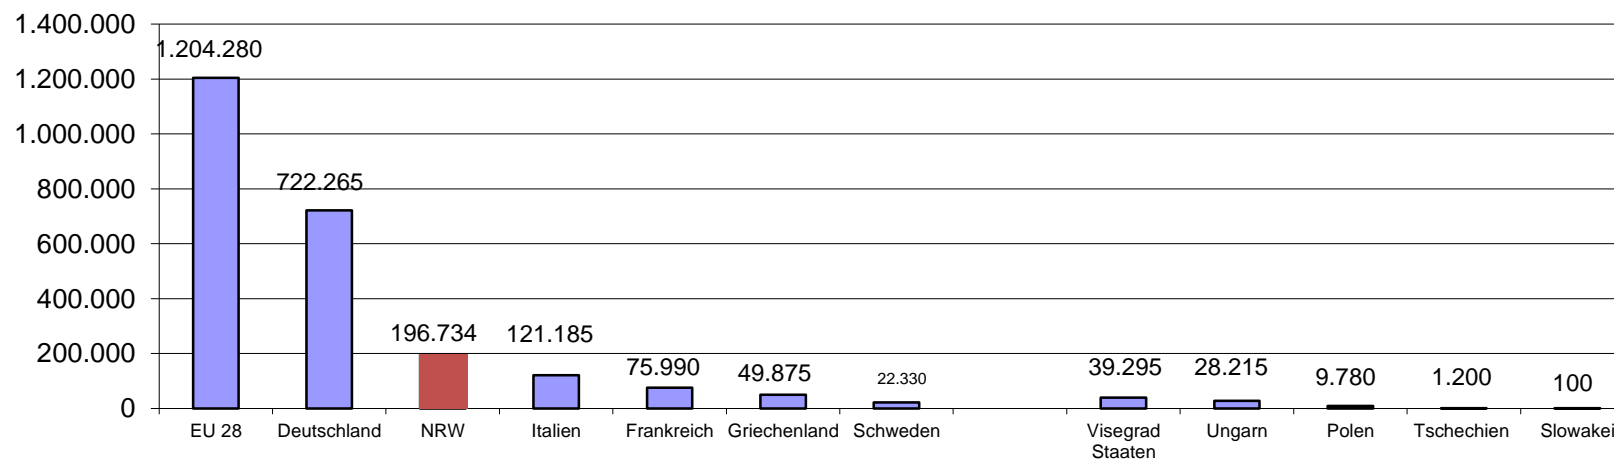 1.400.000
1.200.000
1.000.000
800.000
600.000
400.000
200.000
0
1.204.280
722.265
196.734
121.185
75.990
49.875
22.330
39.295
28.215
9.780
1.200
100
EU 28
Deutschland
NRW
Italien
Frankreich
Griechenland
Schweden
Visegrad
Staaten
Ungarn
Polen
Tschechien
Slowakei